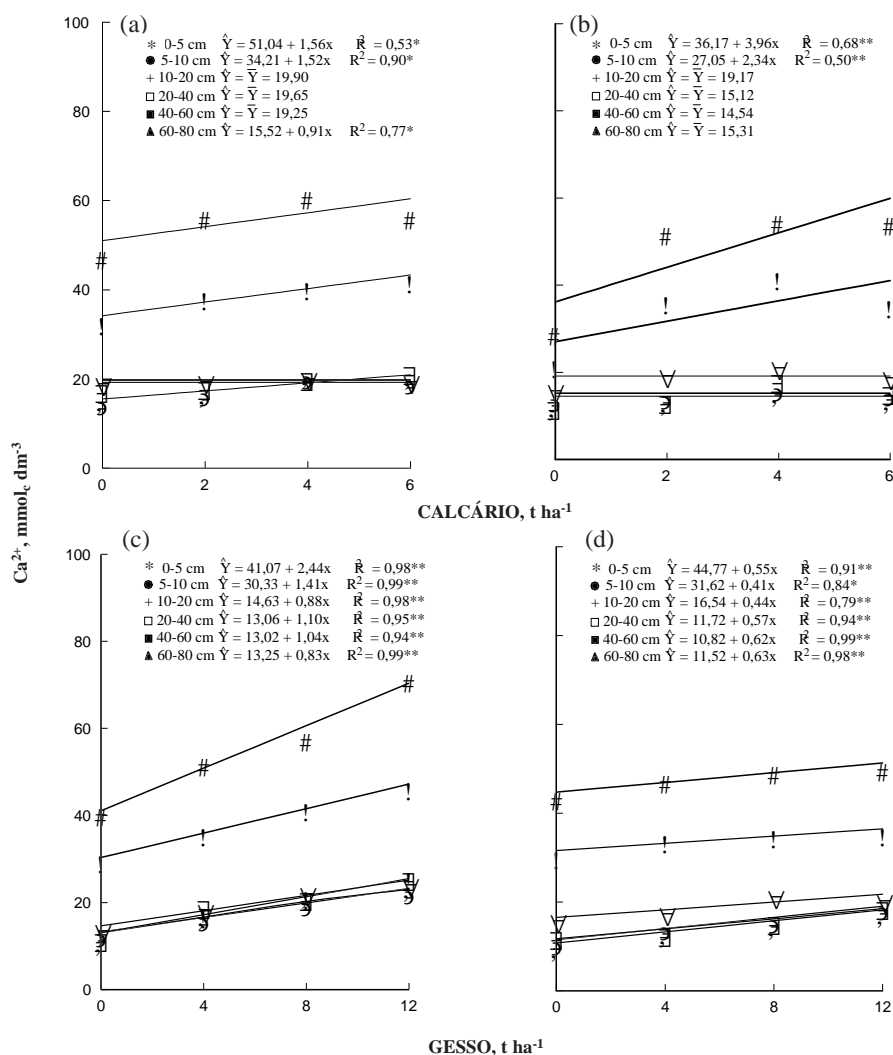 (a)
* 0-5 cm Ŷ = 51,04 + 1,56x R² = 0,53*
● 5-10 cm Ŷ = 34,21 + 1,52x R² = 0,90*
+ 10-20 cm Ŷ = Y̅ = 19,90
□ 20-40 cm Ŷ = Y̅ = 19,65
■ 40-60 cm Ŷ = Y̅ = 19,25
▲ 60-80 cm Ŷ = 15,52 + 0,91x R² = 0,77*
100
80
60
40
20
0
0 2 4 6
(b)
* 0-5 cm Ŷ = 36,17 + 3,96x R² = 0,68**
● 5-10 cm Ŷ = 27,05 + 2,34x R² = 0,50**
+ 10-20 cm Ŷ = Y̅ = 19,17
□ 20-40 cm Ŷ = Y̅ = 15,12
■ 40-60 cm Ŷ = Y̅ = 14,54
▲ 60-80 cm Ŷ = Y̅ = 15,31
0 2 4 6
CALCÁRIO, t ha⁻¹
Ca²⁺, mmol_c dm⁻³
(c)
* 0-5 cm Ŷ = 41,07 + 2,44x R² = 0,98**
● 5-10 cm Ŷ = 30,33 + 1,41x R² = 0,99**
+ 10-20 cm Ŷ = 14,63 + 0,88x R² = 0,98**
□ 20-40 cm Ŷ = 13,06 + 1,10x R² = 0,95**
■ 40-60 cm Ŷ = 13,02 + 1,04x R² = 0,94**
▲ 60-80 cm Ŷ = 13,25 + 0,83x R² = 0,99**
100
80
60
40
20
0
0 4 8 12
(d)
* 0-5 cm Ŷ = 44,77 + 0,55x R² = 0,91**
● 5-10 cm Ŷ = 31,62 + 0,41x R² = 0,84*
+ 10-20 cm Ŷ = 16,54 + 0,44x R² = 0,79**
□ 20-40 cm Ŷ = 11,72 + 0,57x R² = 0,94**
■ 40-60 cm Ŷ = 10,82 + 0,62x R² = 0,99**
▲ 60-80 cm Ŷ = 11,52 + 0,63x R² = 0,98**
0 4 8 12
GESSO, t ha⁻¹